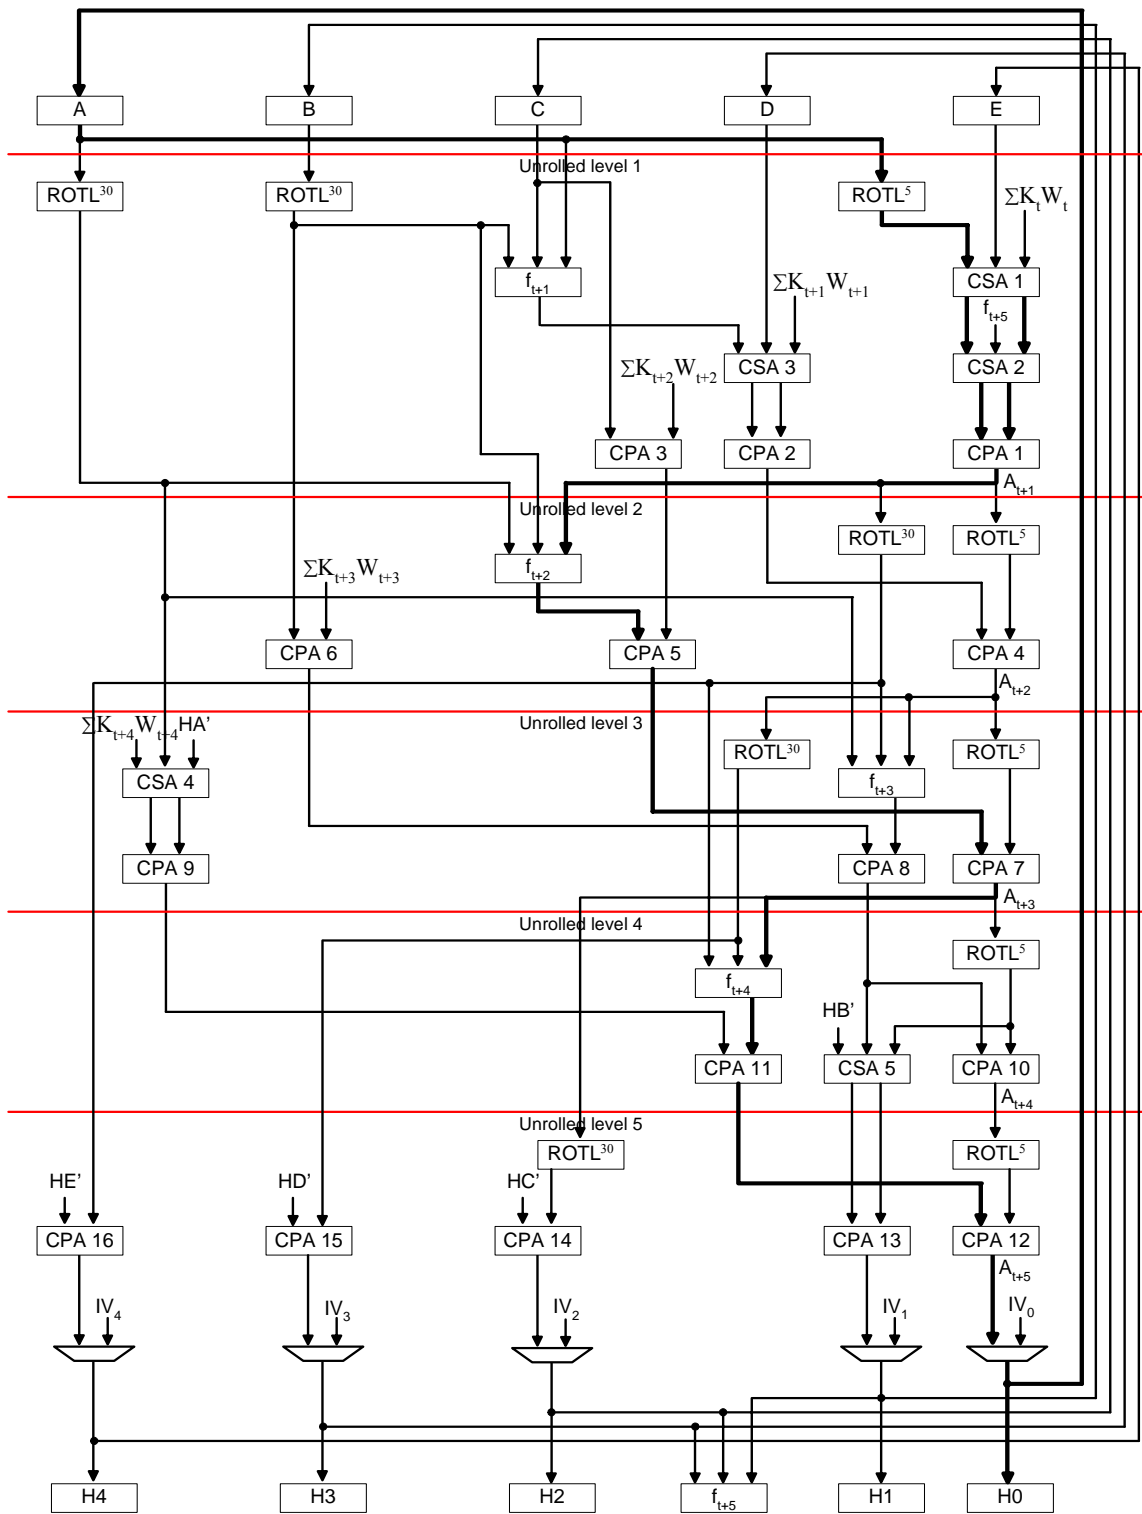 A B C D E
Unrolled level 1
ROTL³⁰ ROTL³⁰ ROTL⁵ ΣKₜWₜ
fₜ₊₁ CSA 1
ΣKₜ₊₁Wₜ₊₁ fₜ₊₅
ΣKₜ₊₂Wₜ₊₂ CSA 3 CSA 2
CPA 3 CPA 2 CPA 1
Aₜ₊₁
Unrolled level 2
ROTL³⁰ ROTL⁵
ΣKₜ₊₃Wₜ₊₃ fₜ₊₂
CPA 6 CPA 5 CPA 4
Aₜ₊₂
Unrolled level 3
ΣKₜ₊₄Wₜ₊₄ HA’ ROTL³⁰ ROTL⁵
CSA 4 fₜ₊₃
CPA 9 CPA 8 CPA 7
Aₜ₊₃
Unrolled level 4
ROTL⁵
fₜ₊₄
HB’
CPA 11 CSA 5 CPA 10
Aₜ₊₄
Unrolled level 5
ROTL³⁰ ROTL⁵
HE’ HD’ HC’
CPA 16 CPA 15 CPA 14 CPA 13 CPA 12
Aₜ₊₅
IV₄ IV₃ IV₂ IV₁ IV₀
H4 H3 H2 fₜ₊₅ H1 H0